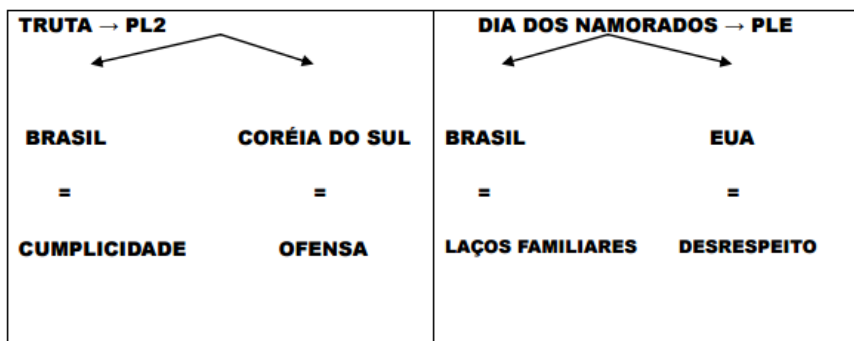 TRUTA → PL2
BRASIL CORÉIA DO SUL
= =
CUMPLICIDADE OFENSA
DIA DOS NAMORADOS → PLE
BRASIL EUA
= =
LAÇOS FAMILIARES DESRESPEITO